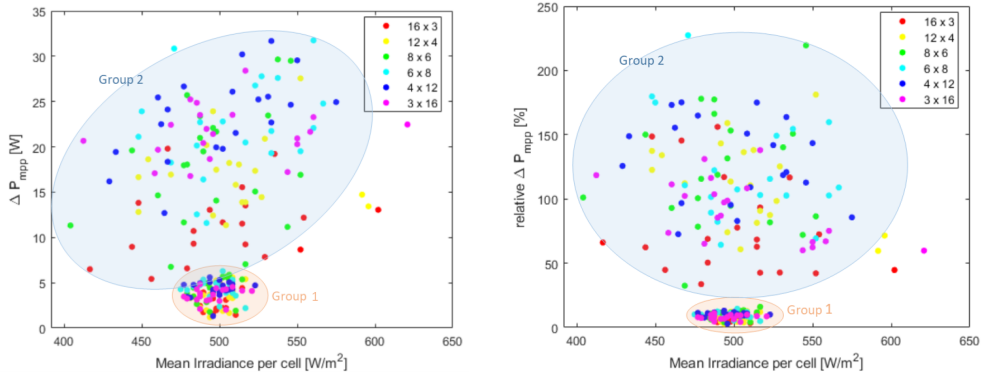 35
30
25
20
15
10
5
0
400
450
500
550
600
650
Δ Pmpp [W]
Mean Irradiance per cell [W/m²]
Group 2
Group 1
16 x 3
12 x 4
8 x 6
6 x 8
4 x 12
3 x 16
250
200
150
100
50
0
400
450
500
550
600
650
relative Δ Pmpp [%]
Mean Irradiance per cell [W/m²]
Group 2
Group 1
16 x 3
12 x 4
8 x 6
6 x 8
4 x 12
3 x 16